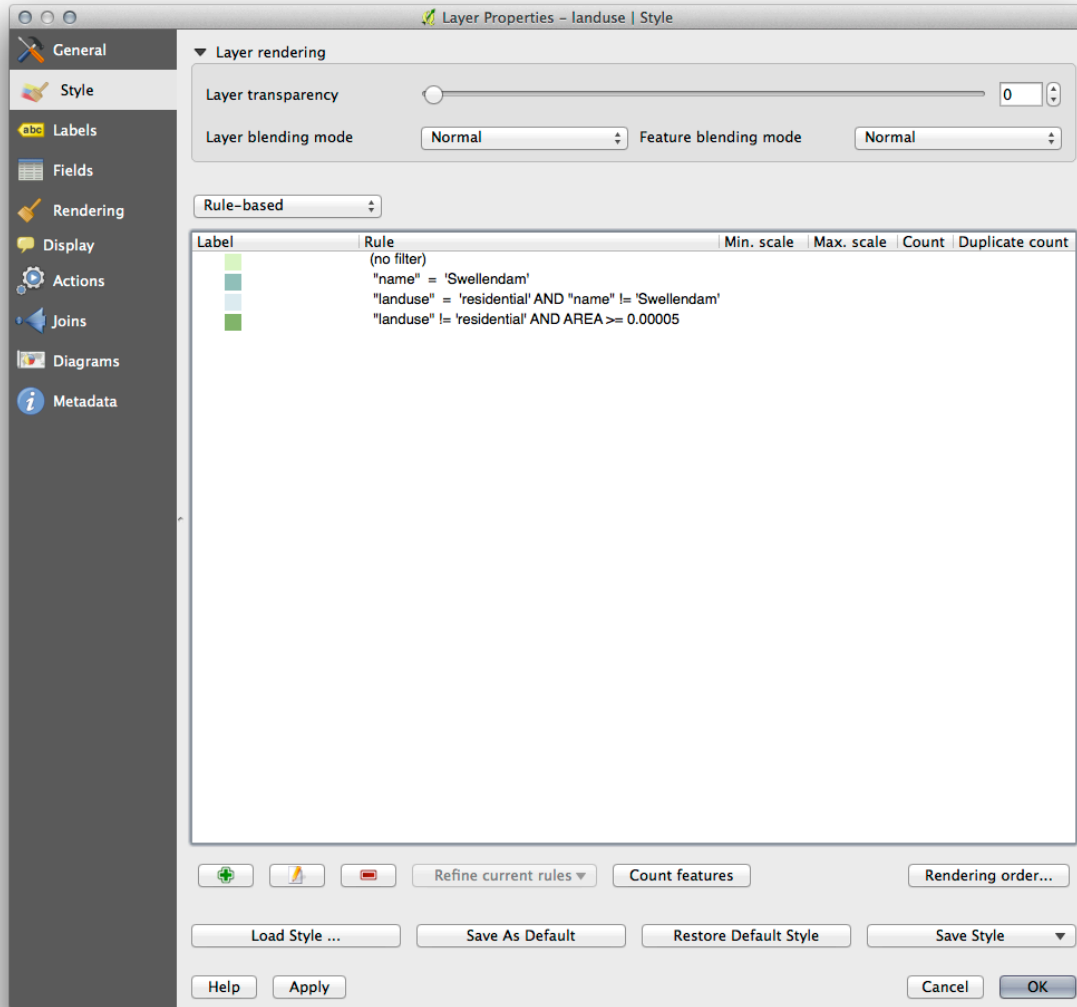 Layer Properties – landuse | Style
General
Style
abc Labels
Fields
Rendering
Display
Actions
Joins
Diagrams
i Metadata
Layer rendering
Layer transparency 0
Layer blending mode Normal Feature blending mode Normal
Rule-based
Label Rule Min. scale Max. scale Count Duplicate count
(no filter)
"name" = 'Swellendam'
"landuse" = 'residential' AND "name" != 'Swellendam'
"landuse" != 'residential' AND AREA >= 0.00005
Refine current rules Count features Rendering order...
Load Style ... Save As Default Restore Default Style Save Style
Help Apply Cancel OK